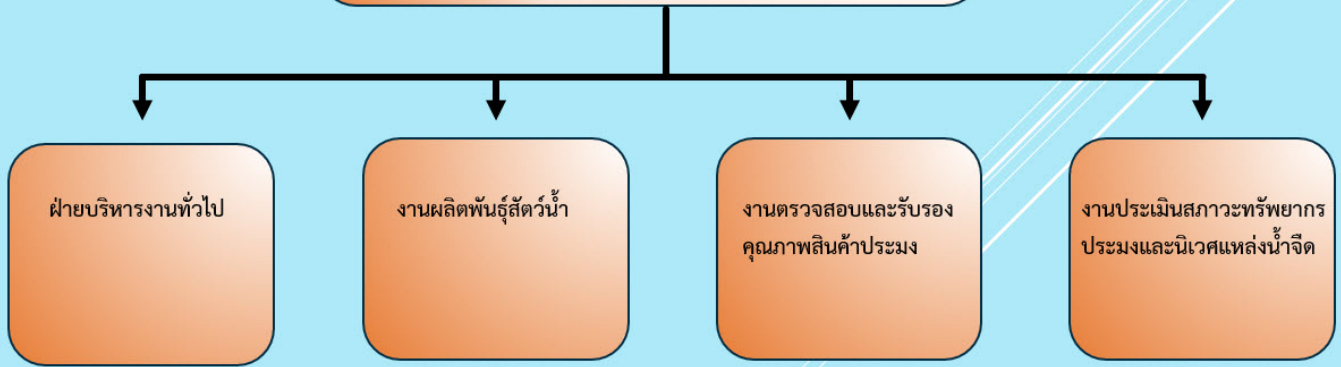 ฝ่ายบริหารงานทั่วไป
งานผลิตพันธุ์สัตว์น้ำ
งานตรวจสอบและรับรอง
คุณภาพสินค้าประมง
งานประเมินสภาวะทรัพยากร
ประมงและนิเวศแหล่งน้ำจืด